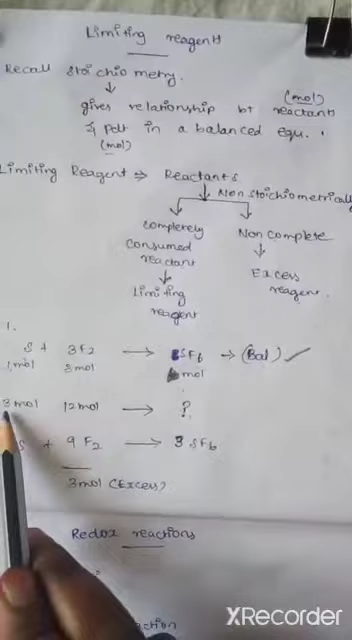 Limiting reagent
Recall stoichiometry.
gives relationship bt reactants
(mol)
& Pdt in a balanced equ.
(mol)
Limiting Reagent ⇒ Reactants
Non stoichiometrically
completely consumed reactant
Non Complete
Limiting reagent
Excess reagent.
1.
S + 3F2 → SF6 → (Bal) ✓
1mol 3mol mol
3mol 12mol → ?
S + 9F2 → 3SF6
3mol (Excess)
Redox reactions
XRecorder